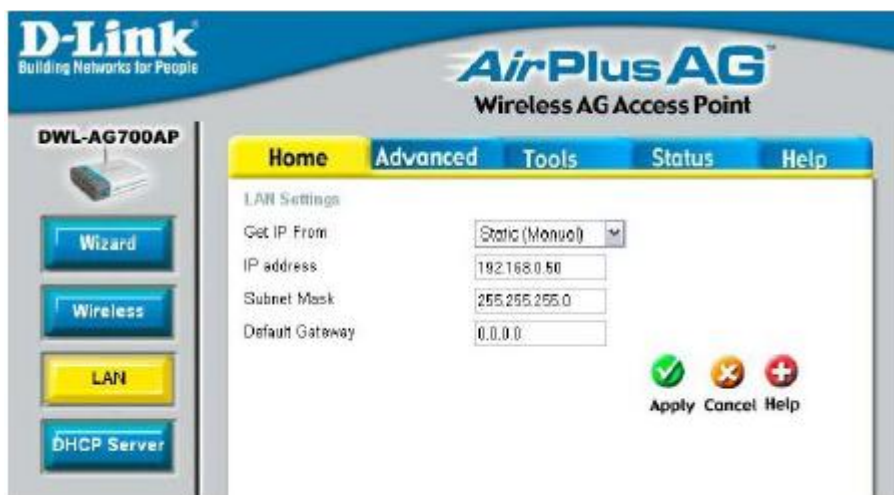 D-Link
Building Networks for People
AirPlus AG™
Wireless AG Access Point
DWL-AG700AP
Home Advanced Tools Status Help
LAN Settings
Get IP From Static (Manual)
IP address 192.168.0.50
Subnet Mask 255.255.255.0
Default Gateway 0.0.0.0
Apply Cancel Help
Wizard
Wireless
LAN
DHCP Server